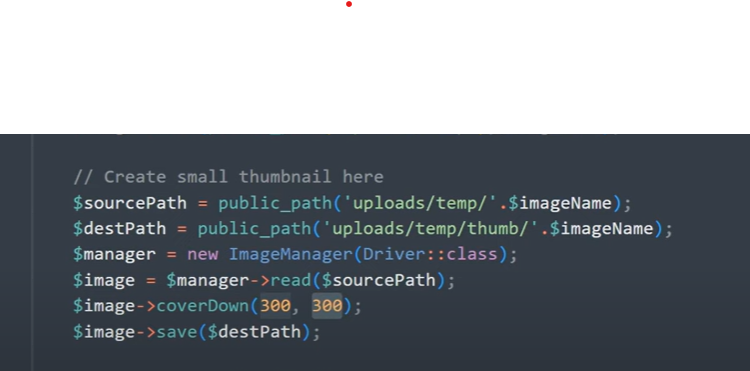 // Create small thumbnail here
$sourcePath = public_path('uploads/temp/'.$imageName);
$destPath = public_path('uploads/temp/thumb/'.$imageName);
$manager = new ImageManager(Driver::class);
$image = $manager->read($sourcePath);
$image->coverDown(300, 300);
$image->save($destPath);